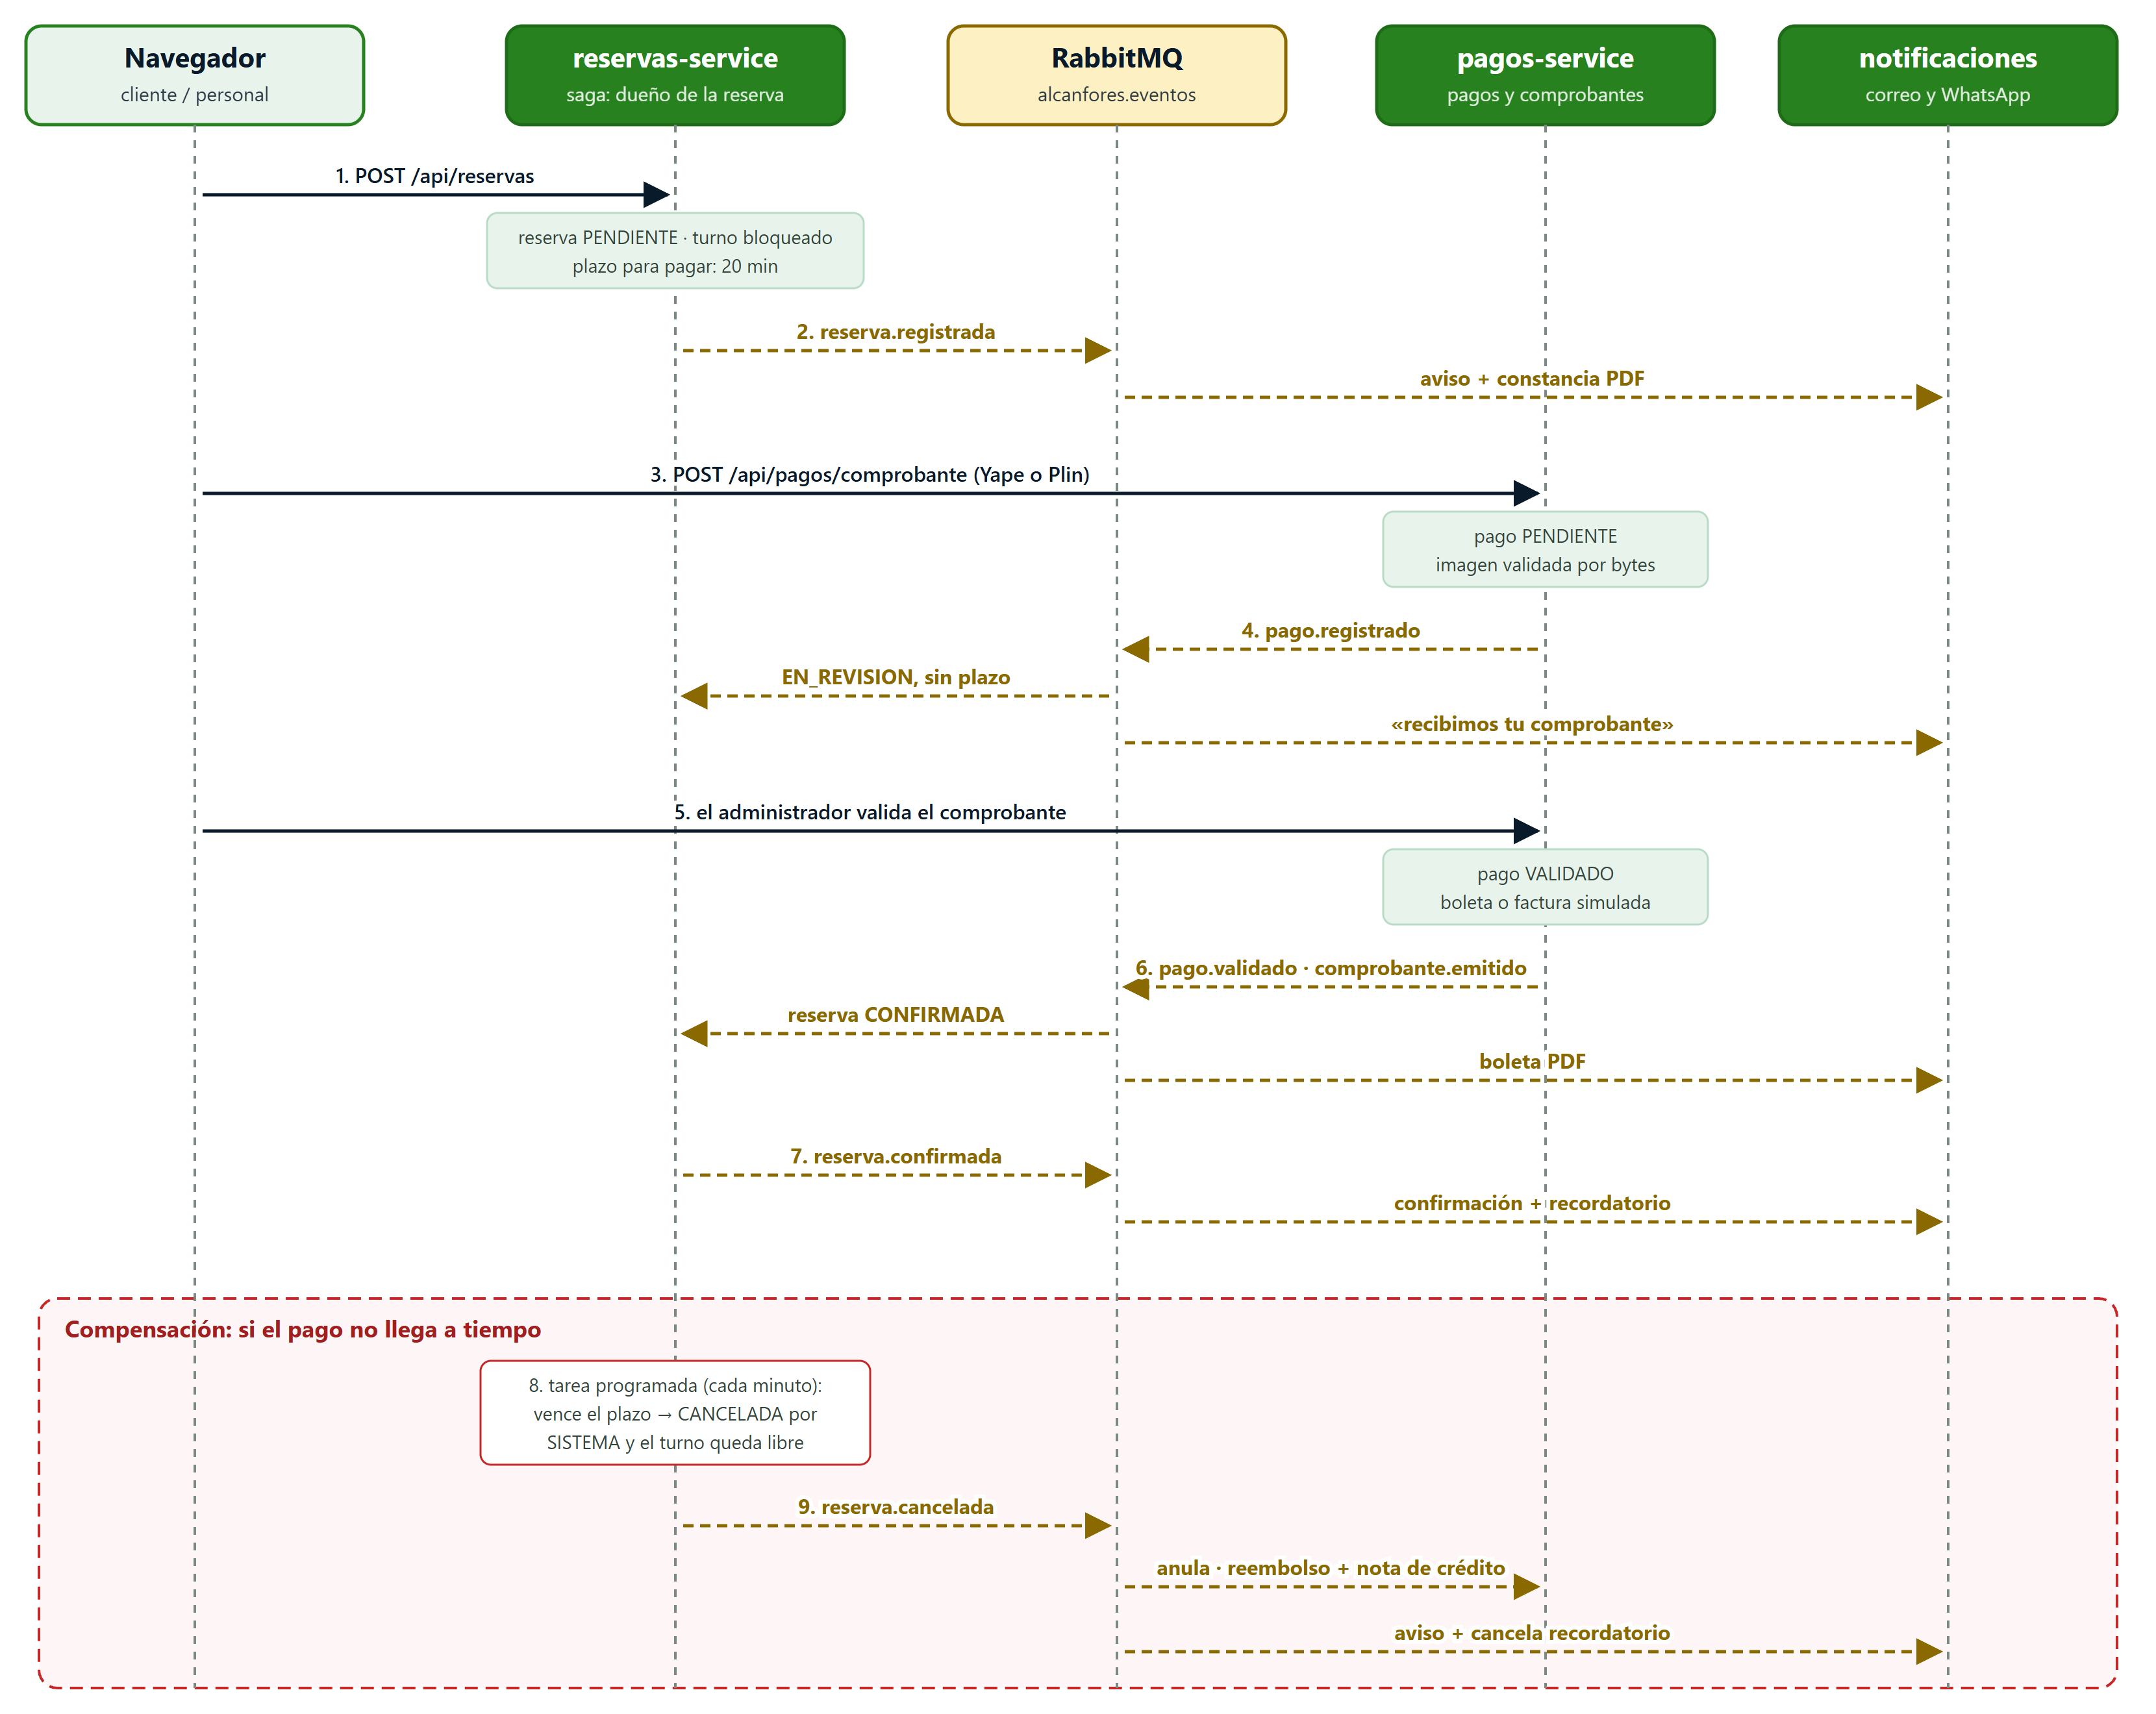 Navegador
cliente / personal
reservas-service
saga: dueño de la reserva
RabbitMQ
alcanfores.eventos
pagos-service
pagos y comprobantes
notificaciones
correo y WhatsApp
1. POST /api/reservas
reserva PENDIENTE · turno bloqueado
plazo para pagar: 20 min
2. reserva.registrada
aviso + constancia PDF
3. POST /api/pagos/comprobante (Yape o Plin)
pago PENDIENTE
imagen validada por bytes
4. pago.registrado
EN_REVISION, sin plazo
«recibimos tu comprobante»
5. el administrador valida el comprobante
pago VALIDADO
boleta o factura simulada
6. pago.validado · comprobante.emitido
reserva CONFIRMADA
boleta PDF
7. reserva.confirmada
confirmación + recordatorio
Compensación: si el pago no llega a tiempo
8. tarea programada (cada minuto):
vence el plazo → CANCELADA por
SISTEMA y el turno queda libre
9. reserva.cancelada
anula · reembolso + nota de crédito
aviso + cancela recordatorio